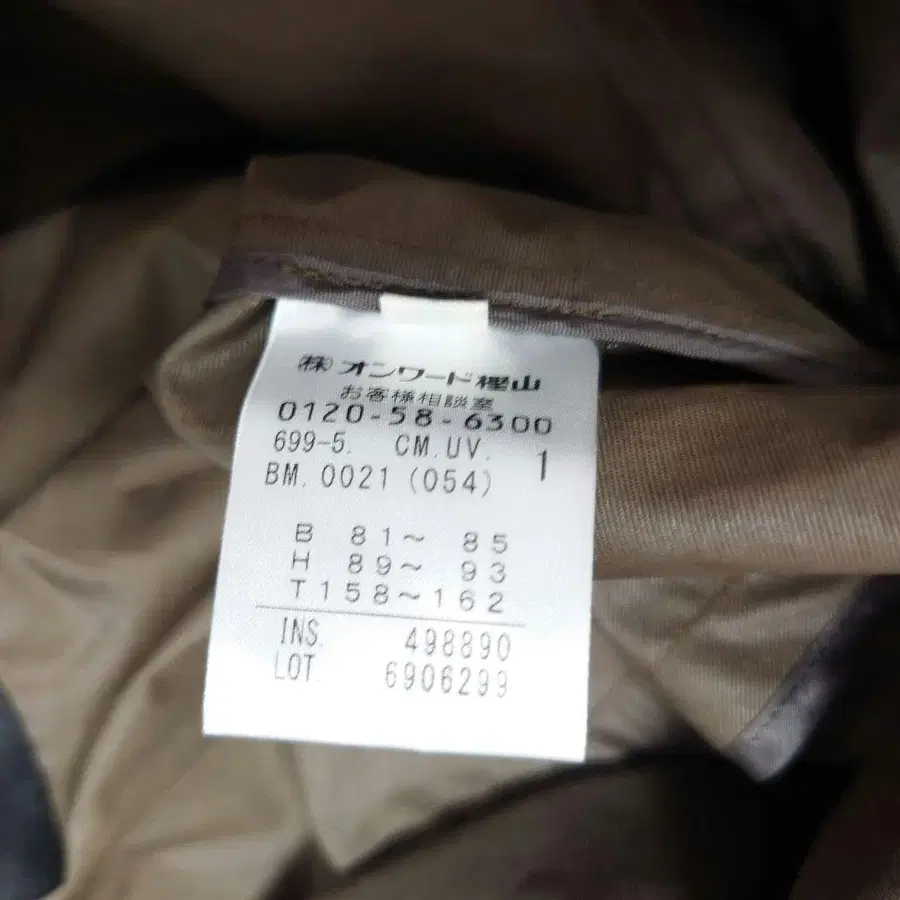 ㈱オンワード樫山
お客様相談室
0120-58-6300
699-5. CM.UV. 1
BM.0021(054)
B 81～ 85
H 89～ 93
T158～162
INS. 498890
LOT 6906299